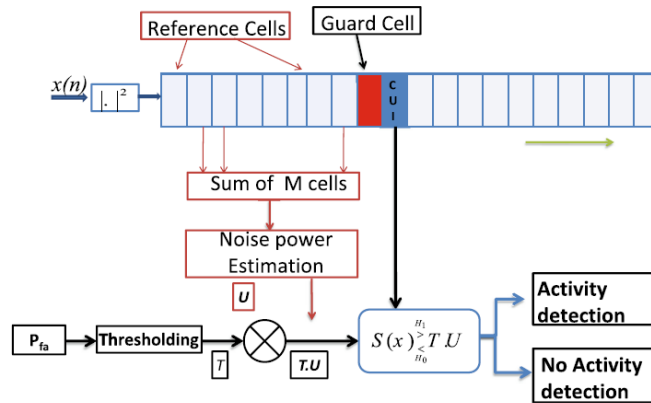 Reference Cells
Guard Cell
x(n)
|.|²
C
U
I
Sum of M cells
Noise power
Estimation
U
Activity
detection
P_fa
Thresholding
T
T.U
S(x) H₁ > < H₀ T.U
No Activity
detection